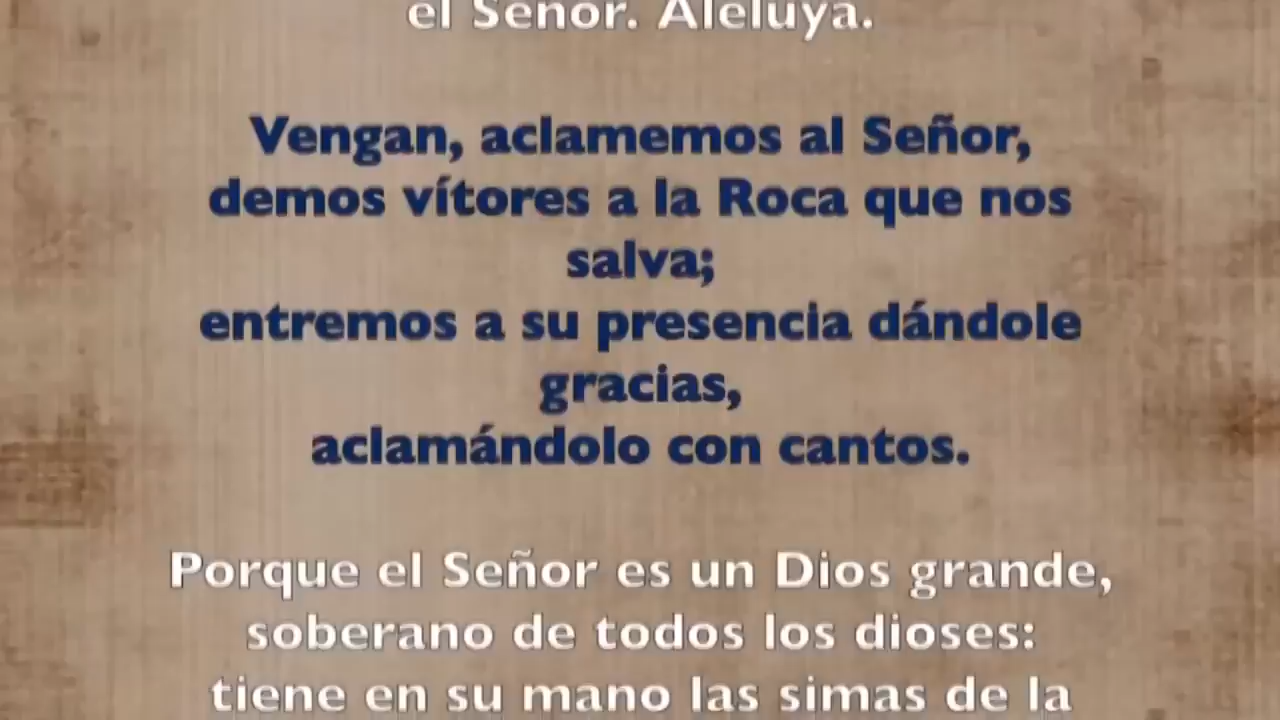 el Señor. Aleluya.
Vengan, aclamemos al Señor,
demos vítores a la Roca que nos
salva;
entremos a su presencia dándole
gracias,
aclamándolo con cantos.
Porque el Señor es un Dios grande,
soberano de todos los dioses:
tiene en su mano las simas de la